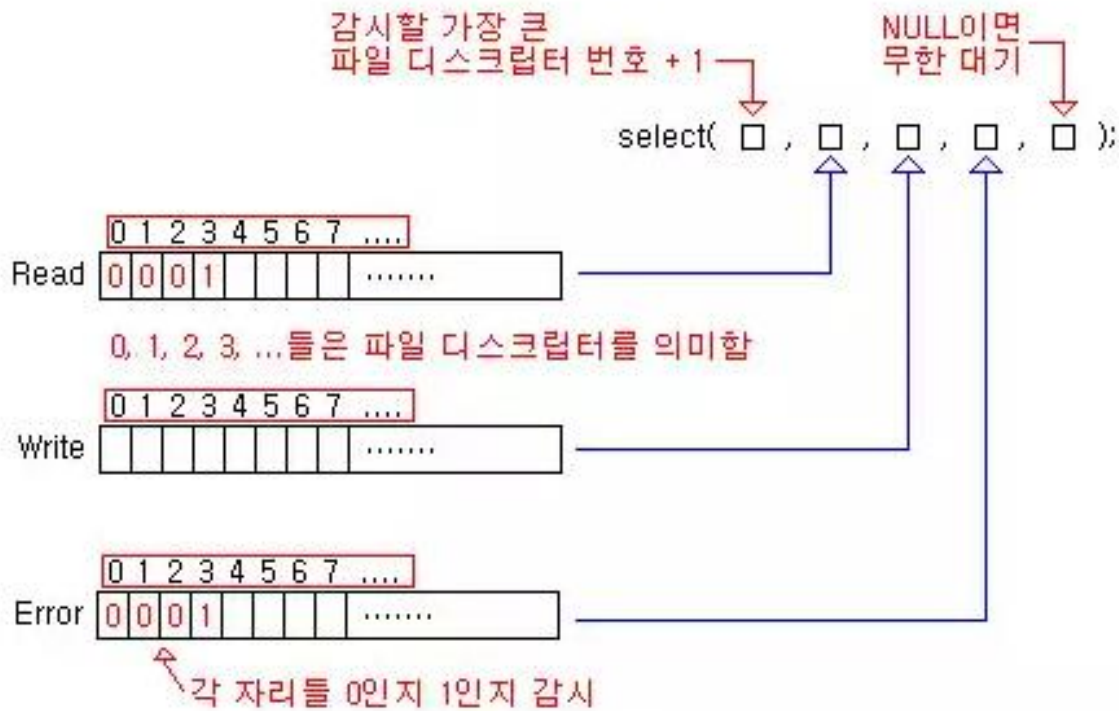 감시할 가장 큰
파일 디스크립터 번호 + 1
NULL이면
무한 대기
select( □ , □ , □ , □ , □ );
0 1 2 3 4 5 6 7 ....
Read 0 0 0 1 .......
0, 1, 2, 3, ...들은 파일 디스크립터를 의미함
0 1 2 3 4 5 6 7 ....
Write .......
0 1 2 3 4 5 6 7 ....
Error 0 0 0 1 .......
각 자리들 0인지 1인지 감시